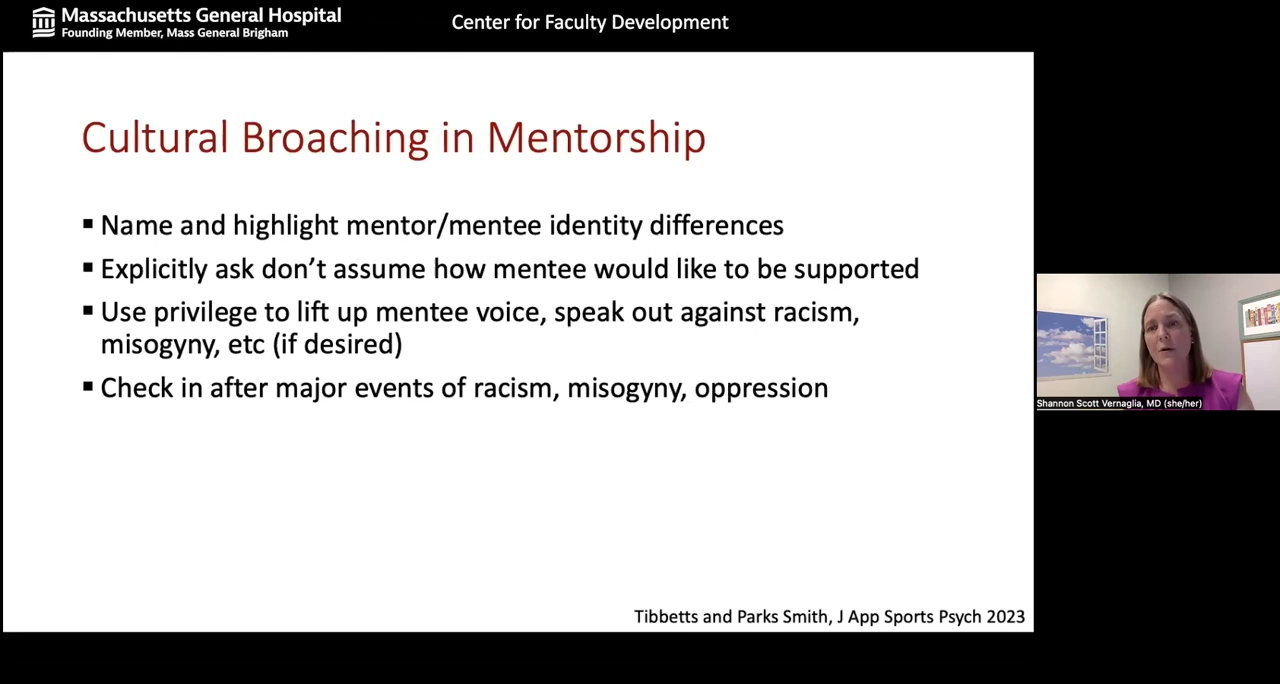 Massachusetts General Hospital
Founding Member, Mass General Brigham
Center for Faculty Development
Cultural Broaching in Mentorship
▪ Name and highlight mentor/mentee identity differences
▪ Explicitly ask don’t assume how mentee would like to be supported
▪ Use privilege to lift up mentee voice, speak out against racism,
misogyny, etc (if desired)
▪ Check in after major events of racism, misogyny, oppression
Shannon Scott Vernaglia, MD (she/her)
Tibbetts and Parks Smith, J App Sports Psych 2023